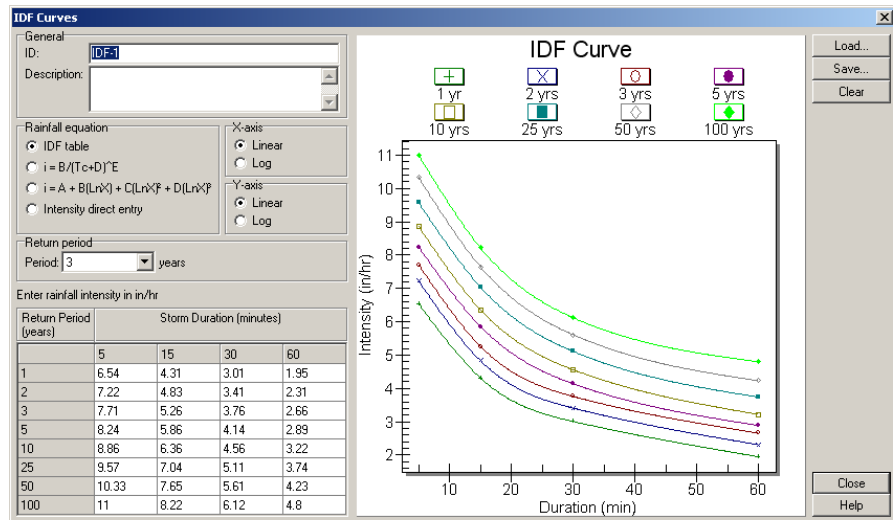 IDF Curves
General
ID: IDF-1
Description:
Rainfall equation
IDF table
i = B/(Tc+D)^E
i = A + B(LnX) + C(LnX)² + D(LnX)³
Intensity direct entry
X-axis
Linear
Log
Y-axis
Linear
Log
Return period
Period: 3 years
Enter rainfall intensity in in/hr
Return Period (years) Storm Duration (minutes)
5 15 30 60
1 6.54 4.31 3.01 1.95
2 7.22 4.83 3.41 2.31
3 7.71 5.26 3.76 2.66
5 8.24 5.86 4.14 2.89
10 8.86 6.36 4.56 3.22
25 9.57 7.04 5.11 3.74
50 10.33 7.65 5.61 4.23
100 11 8.22 6.12 4.8
IDF Curve
1 yr 2 yrs 3 yrs 5 yrs
10 yrs 25 yrs 50 yrs 100 yrs
Intensity (in/hr)
11
10
9
8
7
6
5
4
3
2
10 20 30 40 50 60
Duration (min)
Load...
Save...
Clear
Close
Help